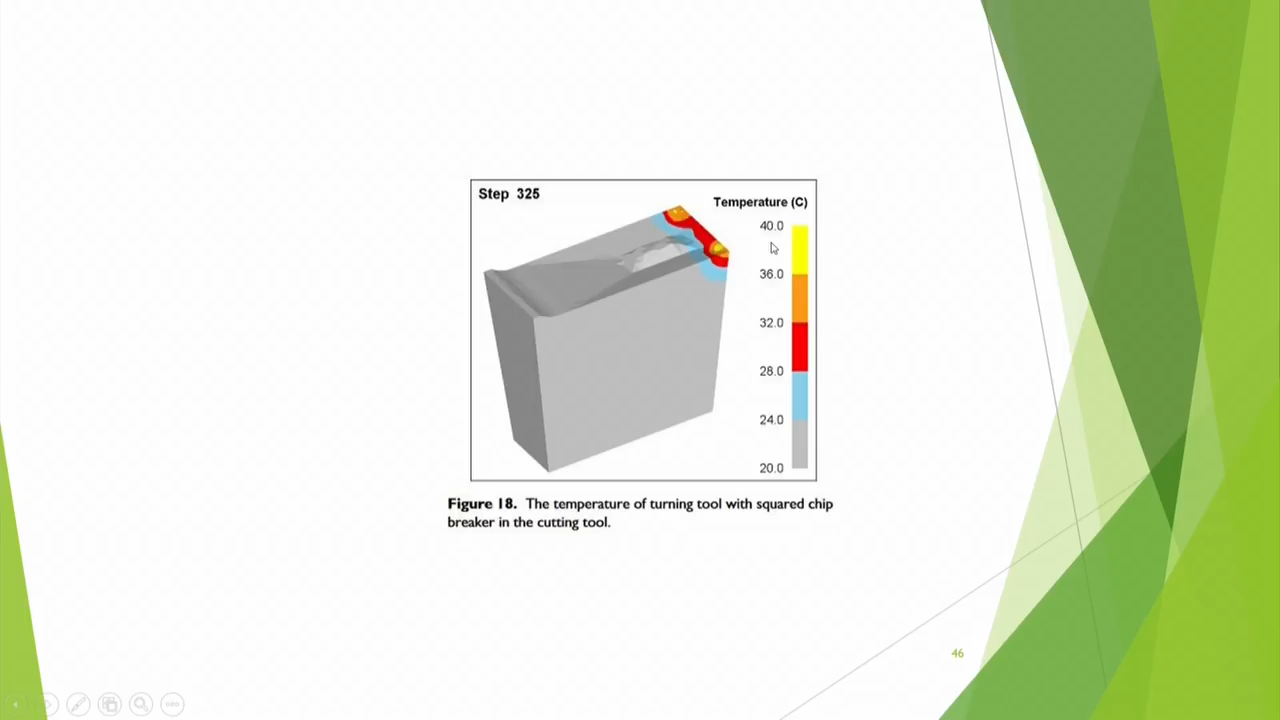 Step 325
Temperature (C)
40.0
36.0
32.0
28.0
24.0
20.0
Figure 18. The temperature of turning tool with squared chip
breaker in the cutting tool.
46